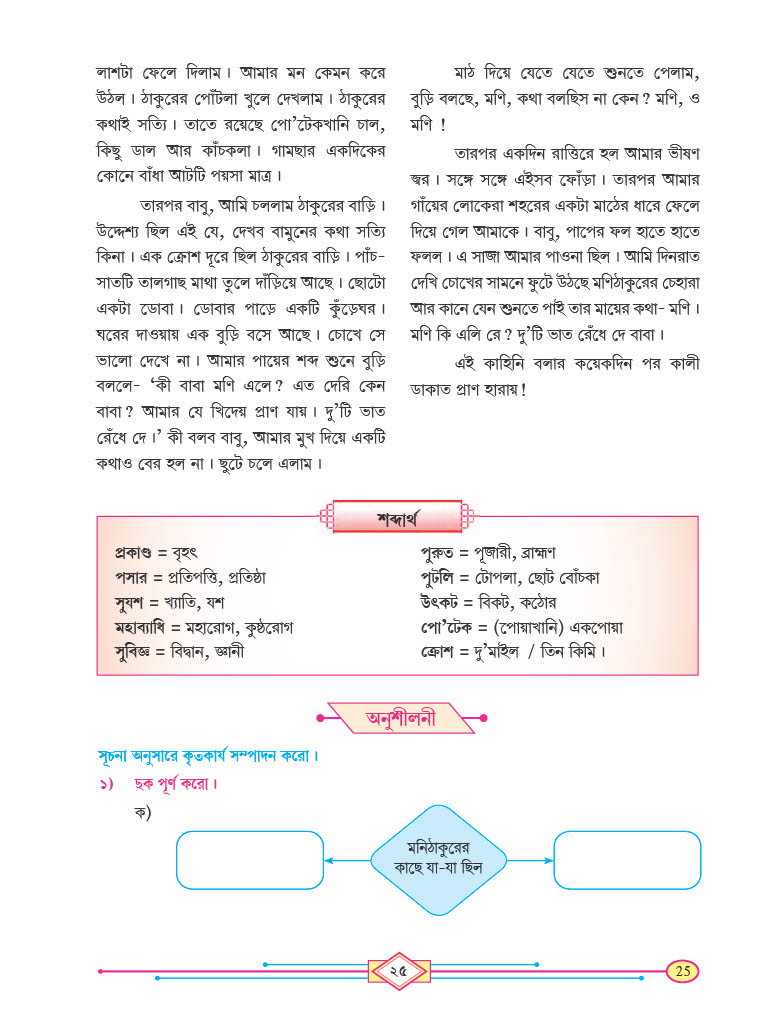 লাশটা ফেলে দিলাম। আমার মন কেমন করে
উঠল। ঠাকুরের পোঁটলা খুলে দেখলাম। ঠাকুরের
কথাই সত্যি। তাতে রয়েছে পো’টেকখানি চাল,
কিছু ডাল আর কাঁচকলা। গামছার একদিকের
কোনে বাঁধা আটটি পয়সা মাত্র।
তারপর বাবু, আমি চললাম ঠাকুরের বাড়ি।
উদ্দেশ্য ছিল এই যে, দেখব বামুনের কথা সত্যি
কিনা। এক ক্রোশ দূরে ছিল ঠাকুরের বাড়ি। পাঁচ-
সাতটি তালগাছ মাথা তুলে দাঁড়িয়ে আছে। ছোটো
একটা ডোবা। ডোবার পাড়ে একটি কুঁড়েঘর।
ঘরের দাওয়ায় এক বুড়ি বসে আছে। চোখে সে
ভালো দেখে না। আমার পায়ের শব্দ শুনে বুড়ি
বললে- ‘কী বাবা মণি এলে? এত দেরি কেন
বাবা? আমার যে খিদেয় প্রাণ যায়। দু’টি ভাত
রেঁধে দে।’ কী বলব বাবু, আমার মুখ দিয়ে একটি
কথাও বের হল না। ছুটে চলে এলাম।
মাঠ দিয়ে যেতে যেতে শুনতে পেলাম,
বুড়ি বলছে, মণি, কথা বলছিস না কেন? মণি, ও
মণি !
তারপর একদিন রাত্তিরে হল আমার ভীষণ
জ্বর। সঙ্গে সঙ্গে এইসব ফোঁড়া। তারপর আমার
গাঁয়ের লোকেরা শহরের একটা মাঠের ধারে ফেলে
দিয়ে গেল আমাকে। বাবু, পাপের ফল হাতে হাতে
ফলল। এ সাজা আমার পাওনা ছিল। আমি দিনরাত
দেখি চোখের সামনে ফুটে উঠছে মণিঠাকুরের চেহারা
আর কানে যেন শুনতে পাই তার মায়ের কথা- মণি।
মণি কি এলি রে? দু’টি ভাত রেঁধে দে বাবা।
এই কাহিনি বলার কয়েকদিন পর কালী
ডাকাত প্রাণ হারায়!
শব্দার্থ
প্রকাণ্ড = বৃহৎ
পসার = প্রতিপত্তি, প্রতিষ্ঠা
সুযশ = খ্যাতি, যশ
মহাব্যাধি = মহারোগ, কুষ্ঠরোগ
সুবিজ্ঞ = বিদ্বান, জ্ঞানী
পুরুত = পূজারী, ব্রাহ্মণ
পুটলি = টোপলা, ছোট বোঁচকা
উৎকট = বিকট, কঠোর
পো’টেক = (পোয়াখানি) একপোয়া
ক্রোশ = দু’মাইল / তিন কিমি।
অনুশীলনী
সূচনা অনুসারে কৃতকার্য সম্পাদন করো।
১) ছক পূর্ণ করো।
ক)
মনিঠাকুরের
কাছে যা-যা ছিল
২৫
25